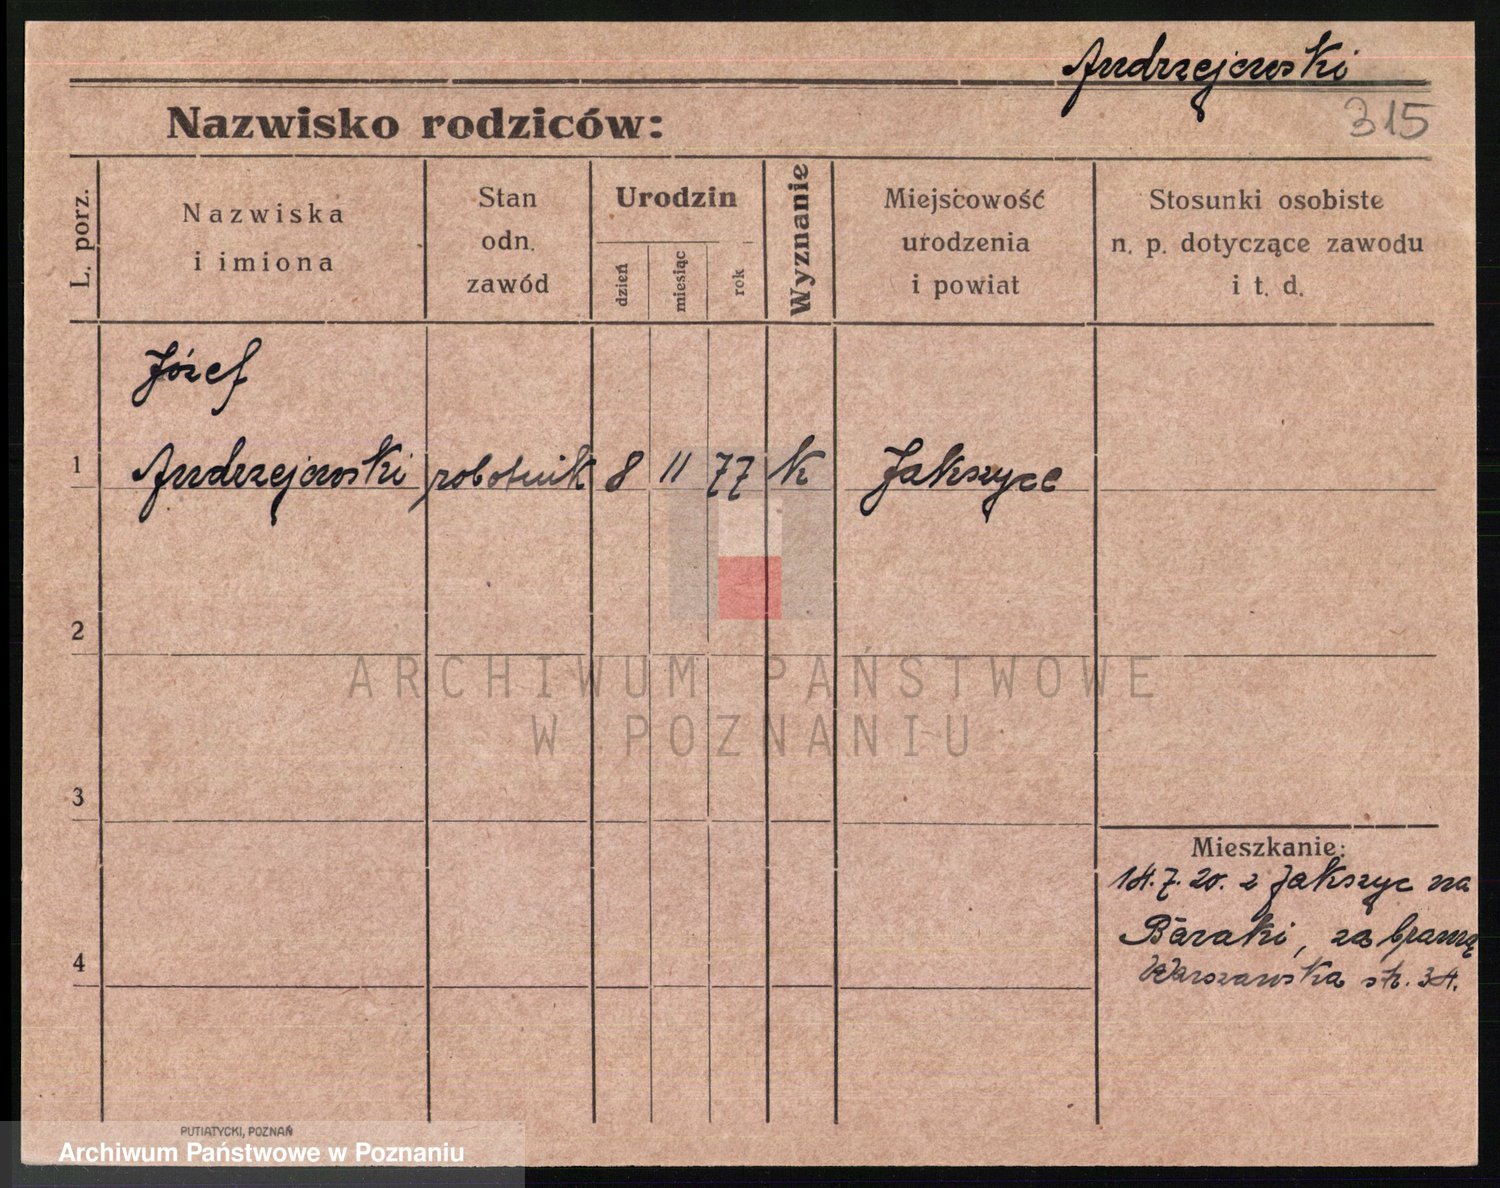 Andrzejewski
Nazwisko rodziców:
315
L. porz.
Nazwiska
i imiona
Stan
odn.
zawód
Urodzin
dzień
miesiąc
rok
Wyznanie
Miejscowość
urodzenia
i powiat
Stosunki osobiste
n. p. dotyczące zawodu
i t. d.
Józef
1 Andrzejewski robotnik 8 11 77 k Jakszyce
2
ARCHIWUM PAŃSTWOWE
W POZNANIU
3
Mieszkanie:
14.7.20. z Jakszyc na
Baraki, za bramą
4
Warszawska str. 34.
PUTIATYCKI, POZNAŃ
Archiwum Państwowe w Poznaniu